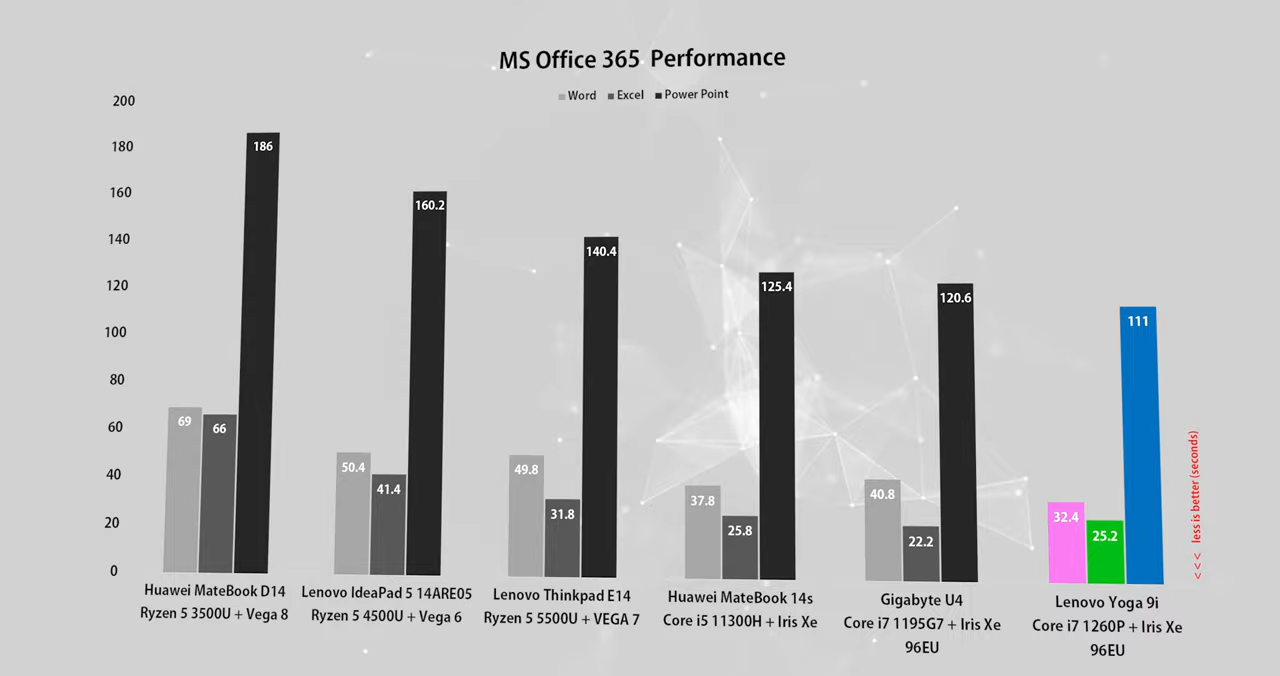 MS Office 365 Performance
Word Excel Power Point
200
180
160
140
120
100
80
60
40
20
0
69
66
186
50.4
41.4
160.2
49.8
31.8
140.4
37.8
25.8
125.4
40.8
22.2
120.6
32.4
25.2
111
Huawei MateBook D14
Ryzen 5 3500U + Vega 8
Lenovo IdeaPad 5 14ARE05
Ryzen 5 4500U + Vega 6
Lenovo Thinkpad E14
Ryzen 5 5500U + VEGA 7
Huawei MateBook 14s
Core i5 11300H + Iris Xe
Gigabyte U4
Core i7 1195G7 + Iris Xe
96EU
Lenovo Yoga 9i
Core i7 1260P + Iris Xe
96EU
< < < less is better (seconds)